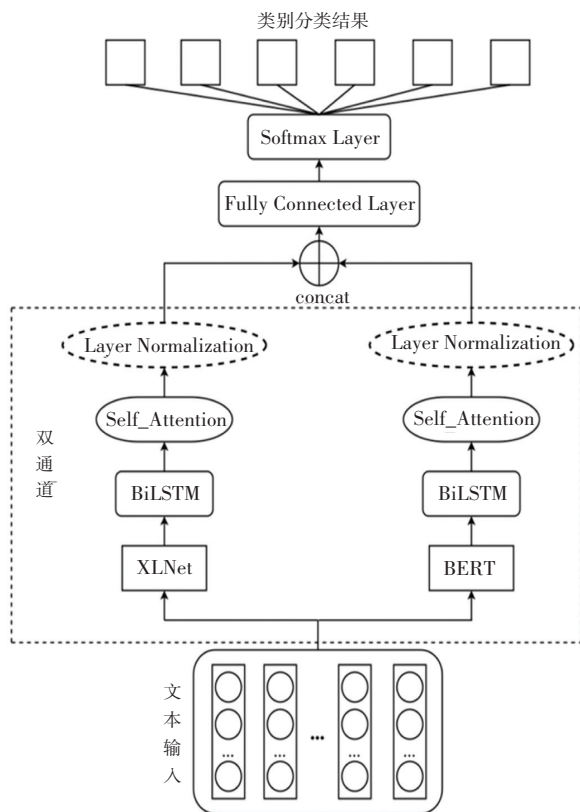 类别分类结果
Softmax Layer
Fully Connected Layer
concat
Layer Normalization
Layer Normalization
Self_Attention
Self_Attention
双通道
BiLSTM
BiLSTM
XLNet
BERT
文本输入
...
... ... ... ...